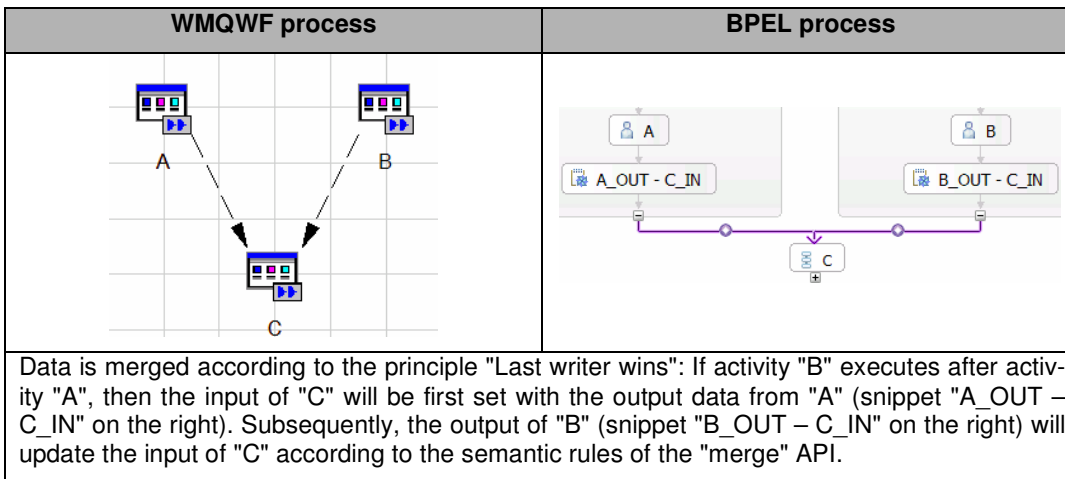 WMQWF process
BPEL process
A
B
C
A
B
A_OUT - C_IN
B_OUT - C_IN
C
Data is merged according to the principle "Last writer wins": If activity "B" executes after activ-
ity "A", then the input of "C" will be first set with the output data from "A" (snippet "A_OUT –
C_IN" on the right). Subsequently, the output of "B" (snippet "B_OUT – C_IN" on the right) will
update the input of "C" according to the semantic rules of the "merge" API.